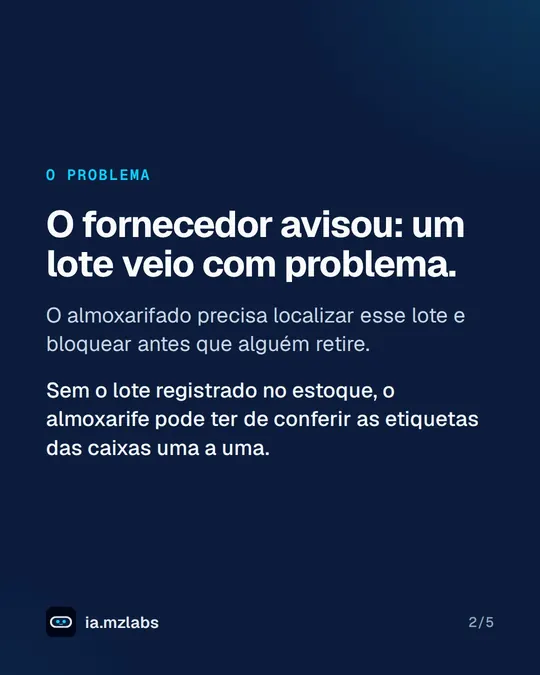 O PROBLEMA
O fornecedor avisou: um
lote veio com problema.
O almoxarifado precisa localizar esse lote e
bloquear antes que alguém retire.
Sem o lote registrado no estoque, o
almoxarife pode ter de conferir as etiquetas
das caixas uma a uma.
ia.mzlabs
2/5